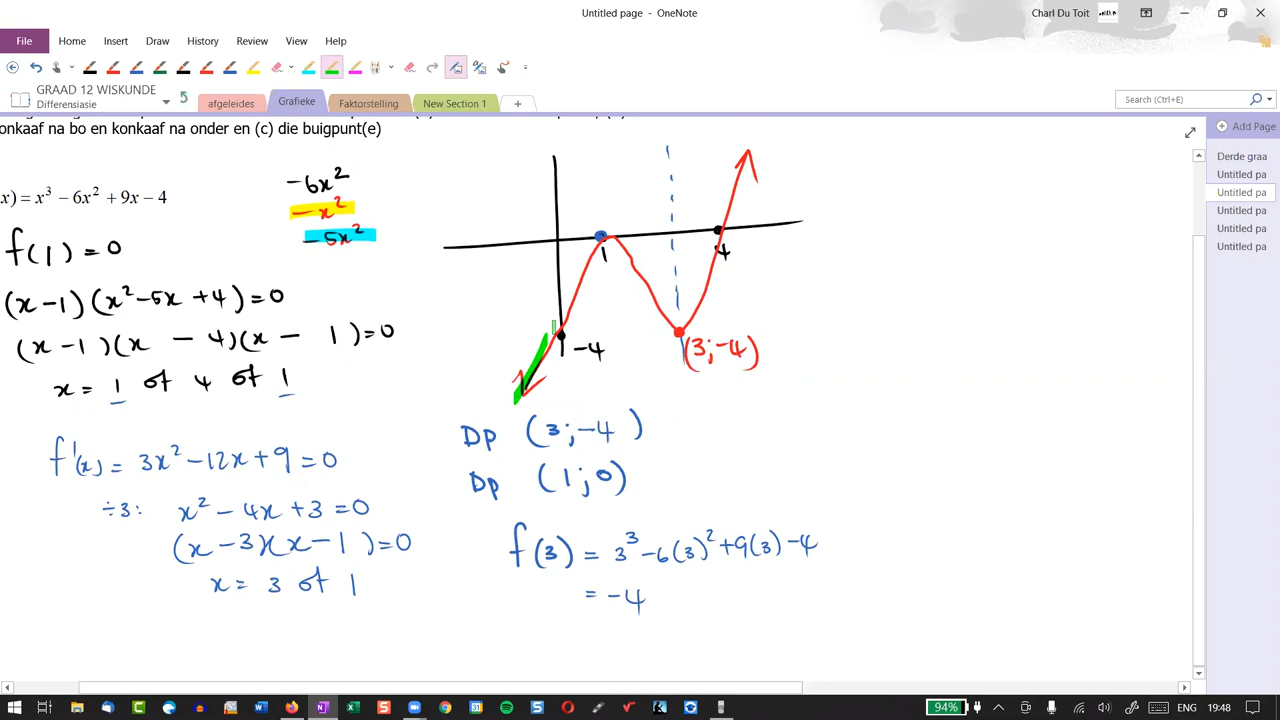 Untitled page - OneNote
Charl Du Toit
File Home Insert Draw History Review View Help
GRAAD 12 WISKUNDE
Differensiasie
afgeleides Grafieke Faktorstelling New Section 1 +
Search (Ctrl+E)
Add Page
Derde graa
Untitled pa
Untitled pa
Untitled pa
Untitled pa
Untitled pa
onkaaf na bo en konkaaf na onder en (c) die buigpunt(e)
x) = x³ − 6x² + 9x − 4
-6x²
- x²
- 5x²
f(1) = 0
(x-1)(x²-5x+4)=0
(x-1)(x - 4)(x - 1)=0
x = 1 of 4 of 1
f'(x) = 3x²-12x+9 = 0
÷3: x² - 4x + 3 = 0
(x-3)(x-1)=0
x = 3 of 1
1
4
-4
(3;-4)
Dp (3;-4)
Dp (1;0)
f(3) = 3³-6(3)²+9(3)-4
= -4
94%
ENG 19:48